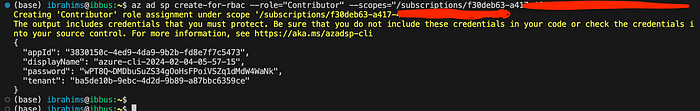 (base) ibrahims@ibbus:~$ az ad sp create-for-rbac --role="Contributor" --scopes="/subscriptions/f30deb63-a417
Creating 'Contributor' role assignment under scope '/subscriptions/f30deb63-a417-
The output includes credentials that you must protect. Be sure that you do not include these credentials in your code or check the credentials i
nto your source control. For more information, see https://aka.ms/azadsp-cli
{
"appId": "3830150c-4ed9-4da9-9b2b-fd8e7f7c5473",
"displayName": "azure-cli-2024-02-04-05-57-15",
"password": "wPT8Q~DMDbuSuZS34gOoHsFPoiVSZq1dMdW4WaNk",
"tenant": "ba5de10b-9ebc-4d2d-9b89-a87bbc6359ce"
}
(base) ibrahims@ibbus:~$
(base) ibrahims@ibbus:~$